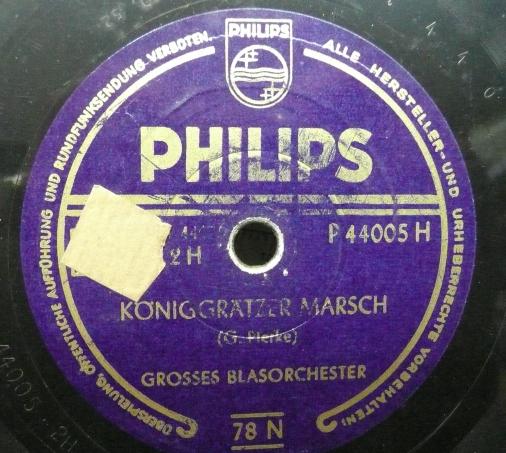 PHILIPS
ÜBERSPIELUNG, ÖFFENTLICHE AUFFÜHRUNG UND RUNDFUNKSENDUNG VERBOTEN.
ALLE HERSTELLER- UND URHEBERRECHTE VORBEHALTEN!
PHILIPS
2 H
P 44005 H
KÖNIGGRÄTZER MARSCH
(G. Piefke)
GROSSES BLASORCHESTER
78 N